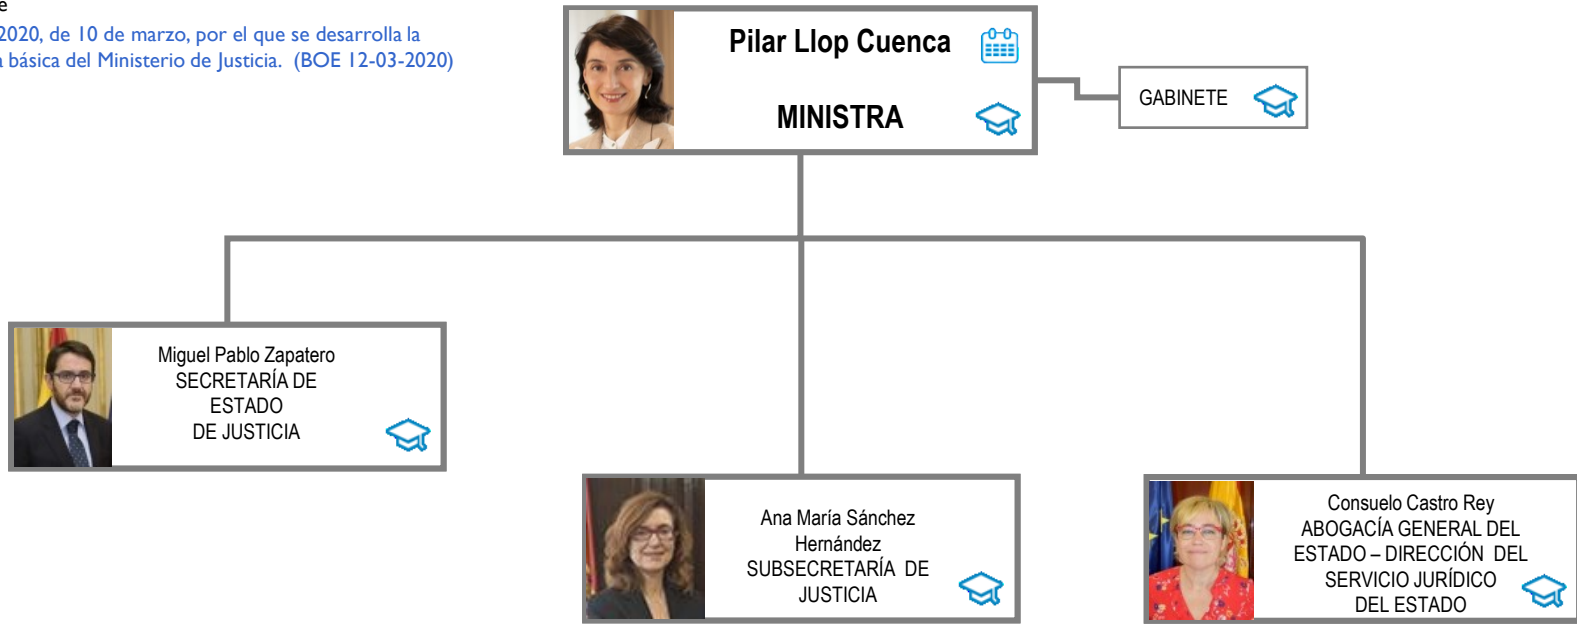 e
2020, de 10 de marzo, por el que se desarrolla la
a básica del Ministerio de Justicia. (BOE 12-03-2020)
Pilar Llop Cuenca
MINISTRA
GABINETE
Miguel Pablo Zapatero
SECRETARÍA DE
ESTADO
DE JUSTICIA
Ana María Sánchez
Hernández
SUBSECRETARÍA DE
JUSTICIA
Consuelo Castro Rey
ABOGACÍA GENERAL DEL
ESTADO – DIRECCIÓN DEL
SERVICIO JURÍDICO
DEL ESTADO